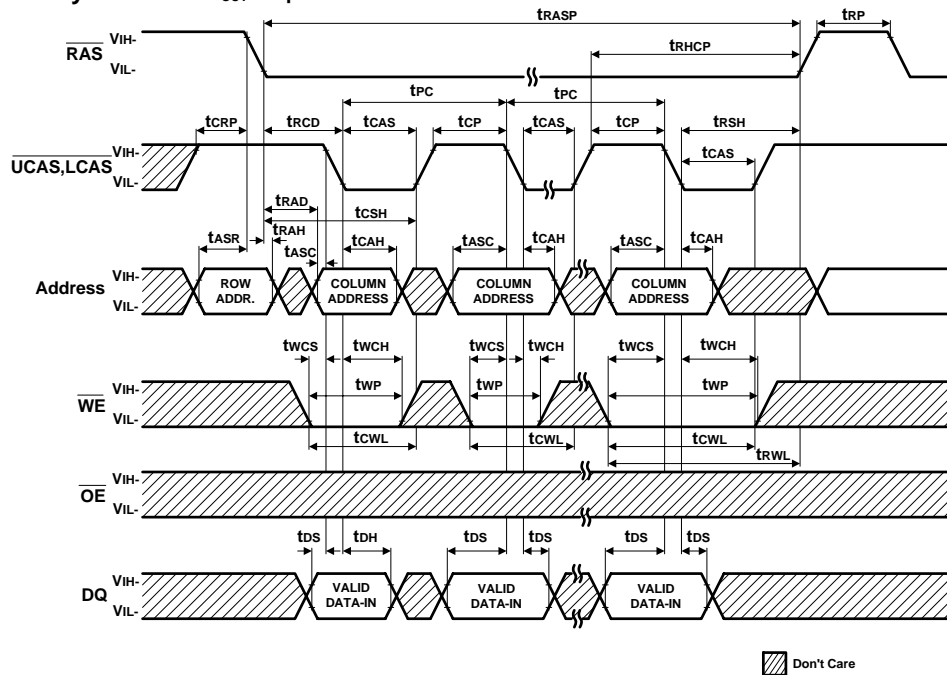 tRASP
tRP
RAS
VIH-
VIL-
tRHCP
tPC
tPC
tCRP
tRCD
tCAS
tCP
tCAS
tCP
tRSH
UCAS,LCAS
VIH-
VIL-
tCAS
tRAD
tCSH
tASR
tRAH
tASC
tCAH
tASC
tCAH
tASC
tCAH
Address
VIH-
VIL-
ROW
ADDR.
COLUMN
ADDRESS
COLUMN
ADDRESS
COLUMN
ADDRESS
tWCS
tWCH
tWCS
tWCH
tWCS
tWCH
WE
VIH-
VIL-
tWP
tWP
tWP
tCWL
tCWL
tCWL
tRWL
OE
VIH-
VIL-
tDS
tDH
tDS
tDS
tDS
tDS
DQ
VIH-
VIL-
VALID
DATA-IN
VALID
DATA-IN
VALID
DATA-IN
Don't Care